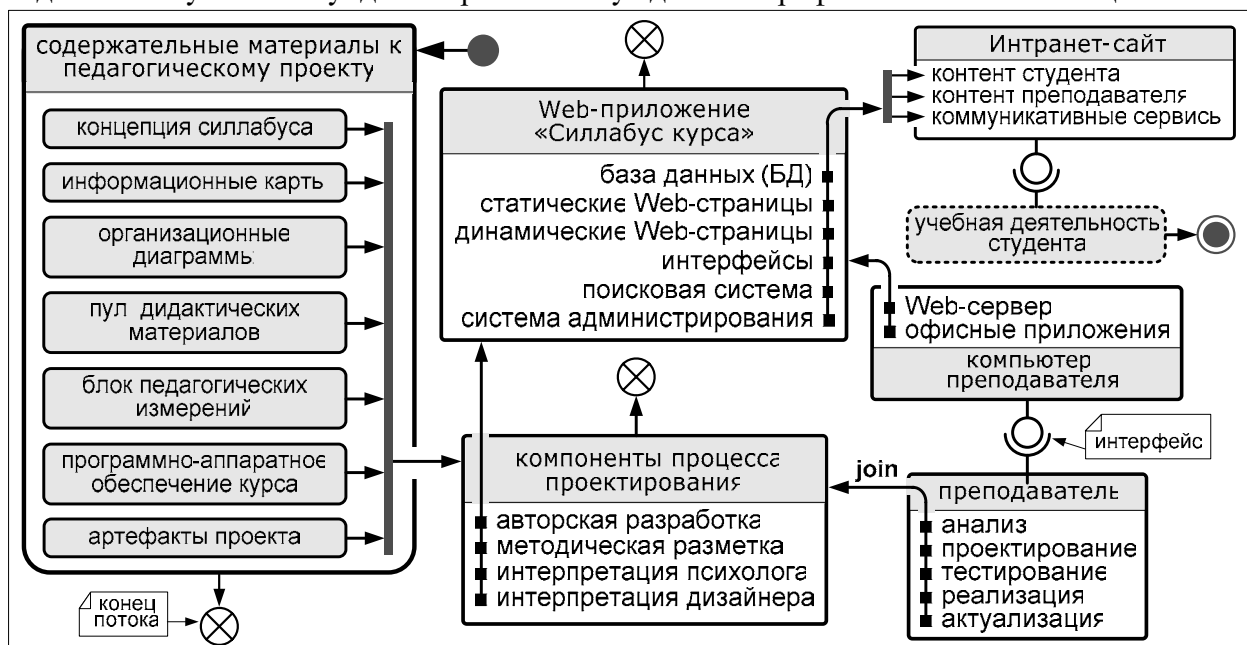 содержательные материалы к
педагогическому проекту
концепция силлабуса
информационные карть
организационные
диаграммы
пул дидактических
материалов
блок педагогических
измерений
программно-аппаратное
обеспечение курса
артефакты проекта
конец
потока
Web-приложение
«Силлабус курса»
база данных (БД)
статические Web-страницы
динамические Web-страницы
интерфейсы
поисковая система
система администрирования
компоненты процесса
проектирования
авторская разработка
методическая разметка
интерпретация психолога
интерпретация дизайнера
join
Интранет-сайт
контент студента
контент преподавателя
коммуникативные сервись
учебная деятельность
студента
Web-сервер
офисные приложения
компьютер
преподавателя
интерфейс
преподаватель
анализ
проектирование
тестирование
реализация
актуализация